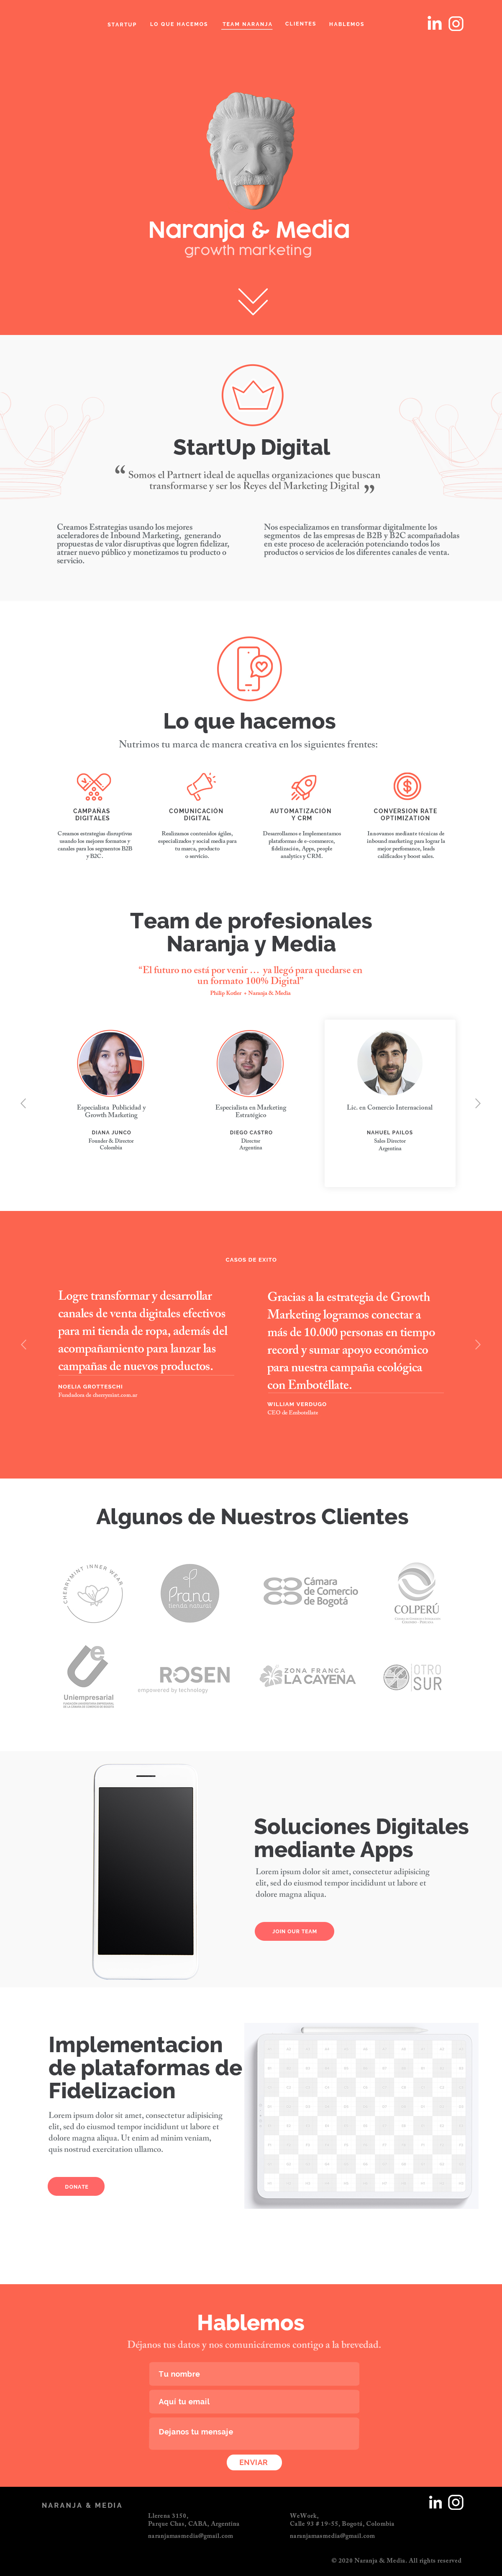 STARTUP
LO QUE HACEMOS
TEAM NARANJA
CLIENTES
HABLEMOS
in
Naranja & Media
growth marketing
StartUp Digital
“ Somos el Partnert ideal de aquellas organizaciones que buscan
transformarse y ser los Reyes del Marketing Digital ”
Creamos Estrategias usando los mejores
aceleradores de Inbound Marketing, generando
propuestas de valor disruptivas que logren fidelizar,
atraer nuevo público y monetizamos tu producto o
servicio.
Nos especializamos en transformar digitalmente los
segmentos de las empresas de B2B y B2C acompañadolas
en este proceso de aceleración potenciando todos los
productos o servicios de los diferentes canales de venta.
Lo que hacemos
Nutrimos tu marca de manera creativa en los siguientes frentes:
CAMPAÑAS
DIGITALES
Creamos estrategias disruptivas
usando los mejores formatos y
canales para los segmentos B2B
y B2C.
COMUNICACIÓN
DIGITAL
Realizamos contenidos ágiles,
especializados y social media para
tu marca, producto
o servicio.
AUTOMATIZACIÓN
Y CRM
Desarrollamos e Implementamos
plataformas de e-commerce,
fidelización, Apps, people
analytics y CRM.
CONVERSION RATE
OPTIMIZATION
Innovamos mediante técnicas de
inbound marketing para lograr la
mejor perfomance, leads
calificados y boost sales.
Team de profesionales
Naranja y Media
“El futuro no está por venir … ya llegó para quedarse en
un formato 100% Digital”
Philip Kotler + Naranja & Media
Especialista Publicidad y
Growth Marketing
DIANA JUNCO
Founder & Director
Colombia
Especialista en Marketing
Estratégico
DIEGO CASTRO
Director
Argentina
Lic. en Comercio Internacional
NAHUEL PAILOS
Sales Director
Argentina
CASOS DE EXITO
Logre transformar y desarrollar
canales de venta digitales efectivos
para mi tienda de ropa, además del
acompañamiento para lanzar las
campañas de nuevos productos.
NOELIA GROTTESCHI
Fundadora de cherrymint.com.ar
Gracias a la estrategia de Growth
Marketing logramos conectar a
más de 10.000 personas en tiempo
record y sumar apoyo económico
para nuestra campaña ecológica
con Embotéllate.
WILLIAM VERDUGO
CEO de Embotellate
Algunos de Nuestros Clientes
CHERRYMINT INNER WEAR
Prana
tienda natural
Cámara
de Comercio
de Bogotá
COLPERÚ
Uniempresarial
ROSEN
empowered by technology
ZONA FRANCA
LA CAYENA
OTRO
SUR
Soluciones Digitales
mediante Apps
Lorem ipsum dolor sit amet, consectetur adipisicing
elit, sed do eiusmod tempor incididunt ut labore et
dolore magna aliqua.
JOIN OUR TEAM
Implementacion
de plataformas de
Fidelizacion
Lorem ipsum dolor sit amet, consectetur adipisicing
elit, sed do eiusmod tempor incididunt ut labore et
dolore magna aliqua. Ut enim ad minim veniam,
quis nostrud exercitation ullamco.
DONATE
Hablemos
Déjanos tus datos y nos comunicáremos contigo a la brevedad.
Tu nombre
Aquí tu email
Dejanos tu mensaje
ENVIAR
NARANJA & MEDIA
in
Llerena 3150,
Parque Chas, CABA, Argentina
naranjamasmedia@gmail.com
WeWork,
Calle 93 # 19-55, Bogotá, Colombia
naranjamasmedia@gmail.com
© 2020 Naranja & Media. All rights reserved